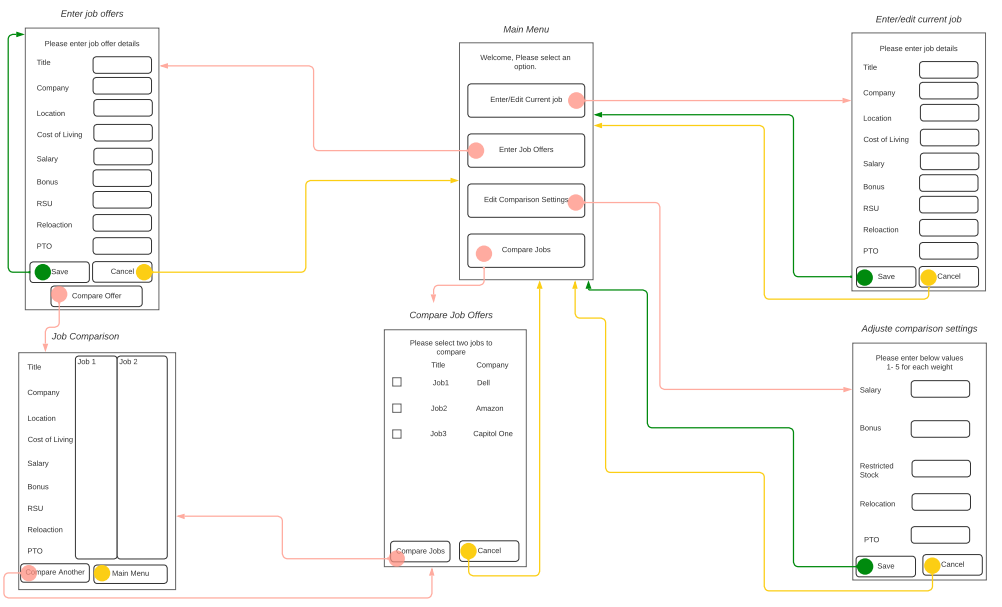 Enter job offers
Please enter job offer details
Title
Company
Location
Cost of Living
Salary
Bonus
RSU
Reloaction
PTO
Save
Cancel
Compare Offer
Main Menu
Welcome, Please select an
option.
Enter/Edit Current job
Enter Job Offers
Edit Comparison Settings
Compare Jobs
Enter/edit current job
Please enter job details
Title
Company
Location
Cost of Living
Salary
Bonus
RSU
Reloaction
PTO
Save
Cancel
Job Comparison
Job 1
Job 2
Title
Company
Location
Cost of Living
Salary
Bonus
RSU
Reloaction
PTO
Compare Another
Main Menu
Compare Job Offers
Please select two jobs to
compare
Title Company
Job1 Dell
Job2 Amazon
Job3 Capitol One
Compare Jobs
Cancel
Adjuste comparison settings
Please enter below values
1- 5 for each weight
Salary
Bonus
Restricted
Stock
Relocation
PTO
Save
Cancel